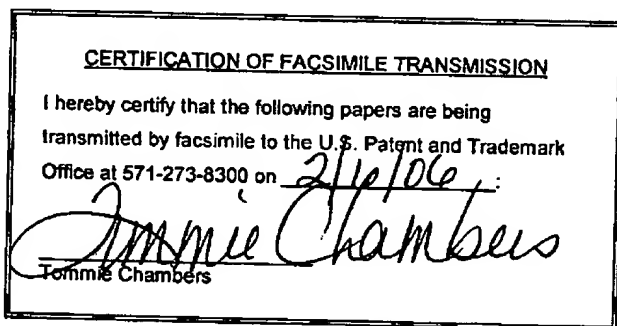 CERTIFICATION OF FACSIMILE TRANSMISSION
I hereby certify that the following papers are being
transmitted by facsimile to the U.S. Patent and Trademark
Office at 571-273-8300 on 2/6/06 :
Tommie Chambers
Tommie Chambers